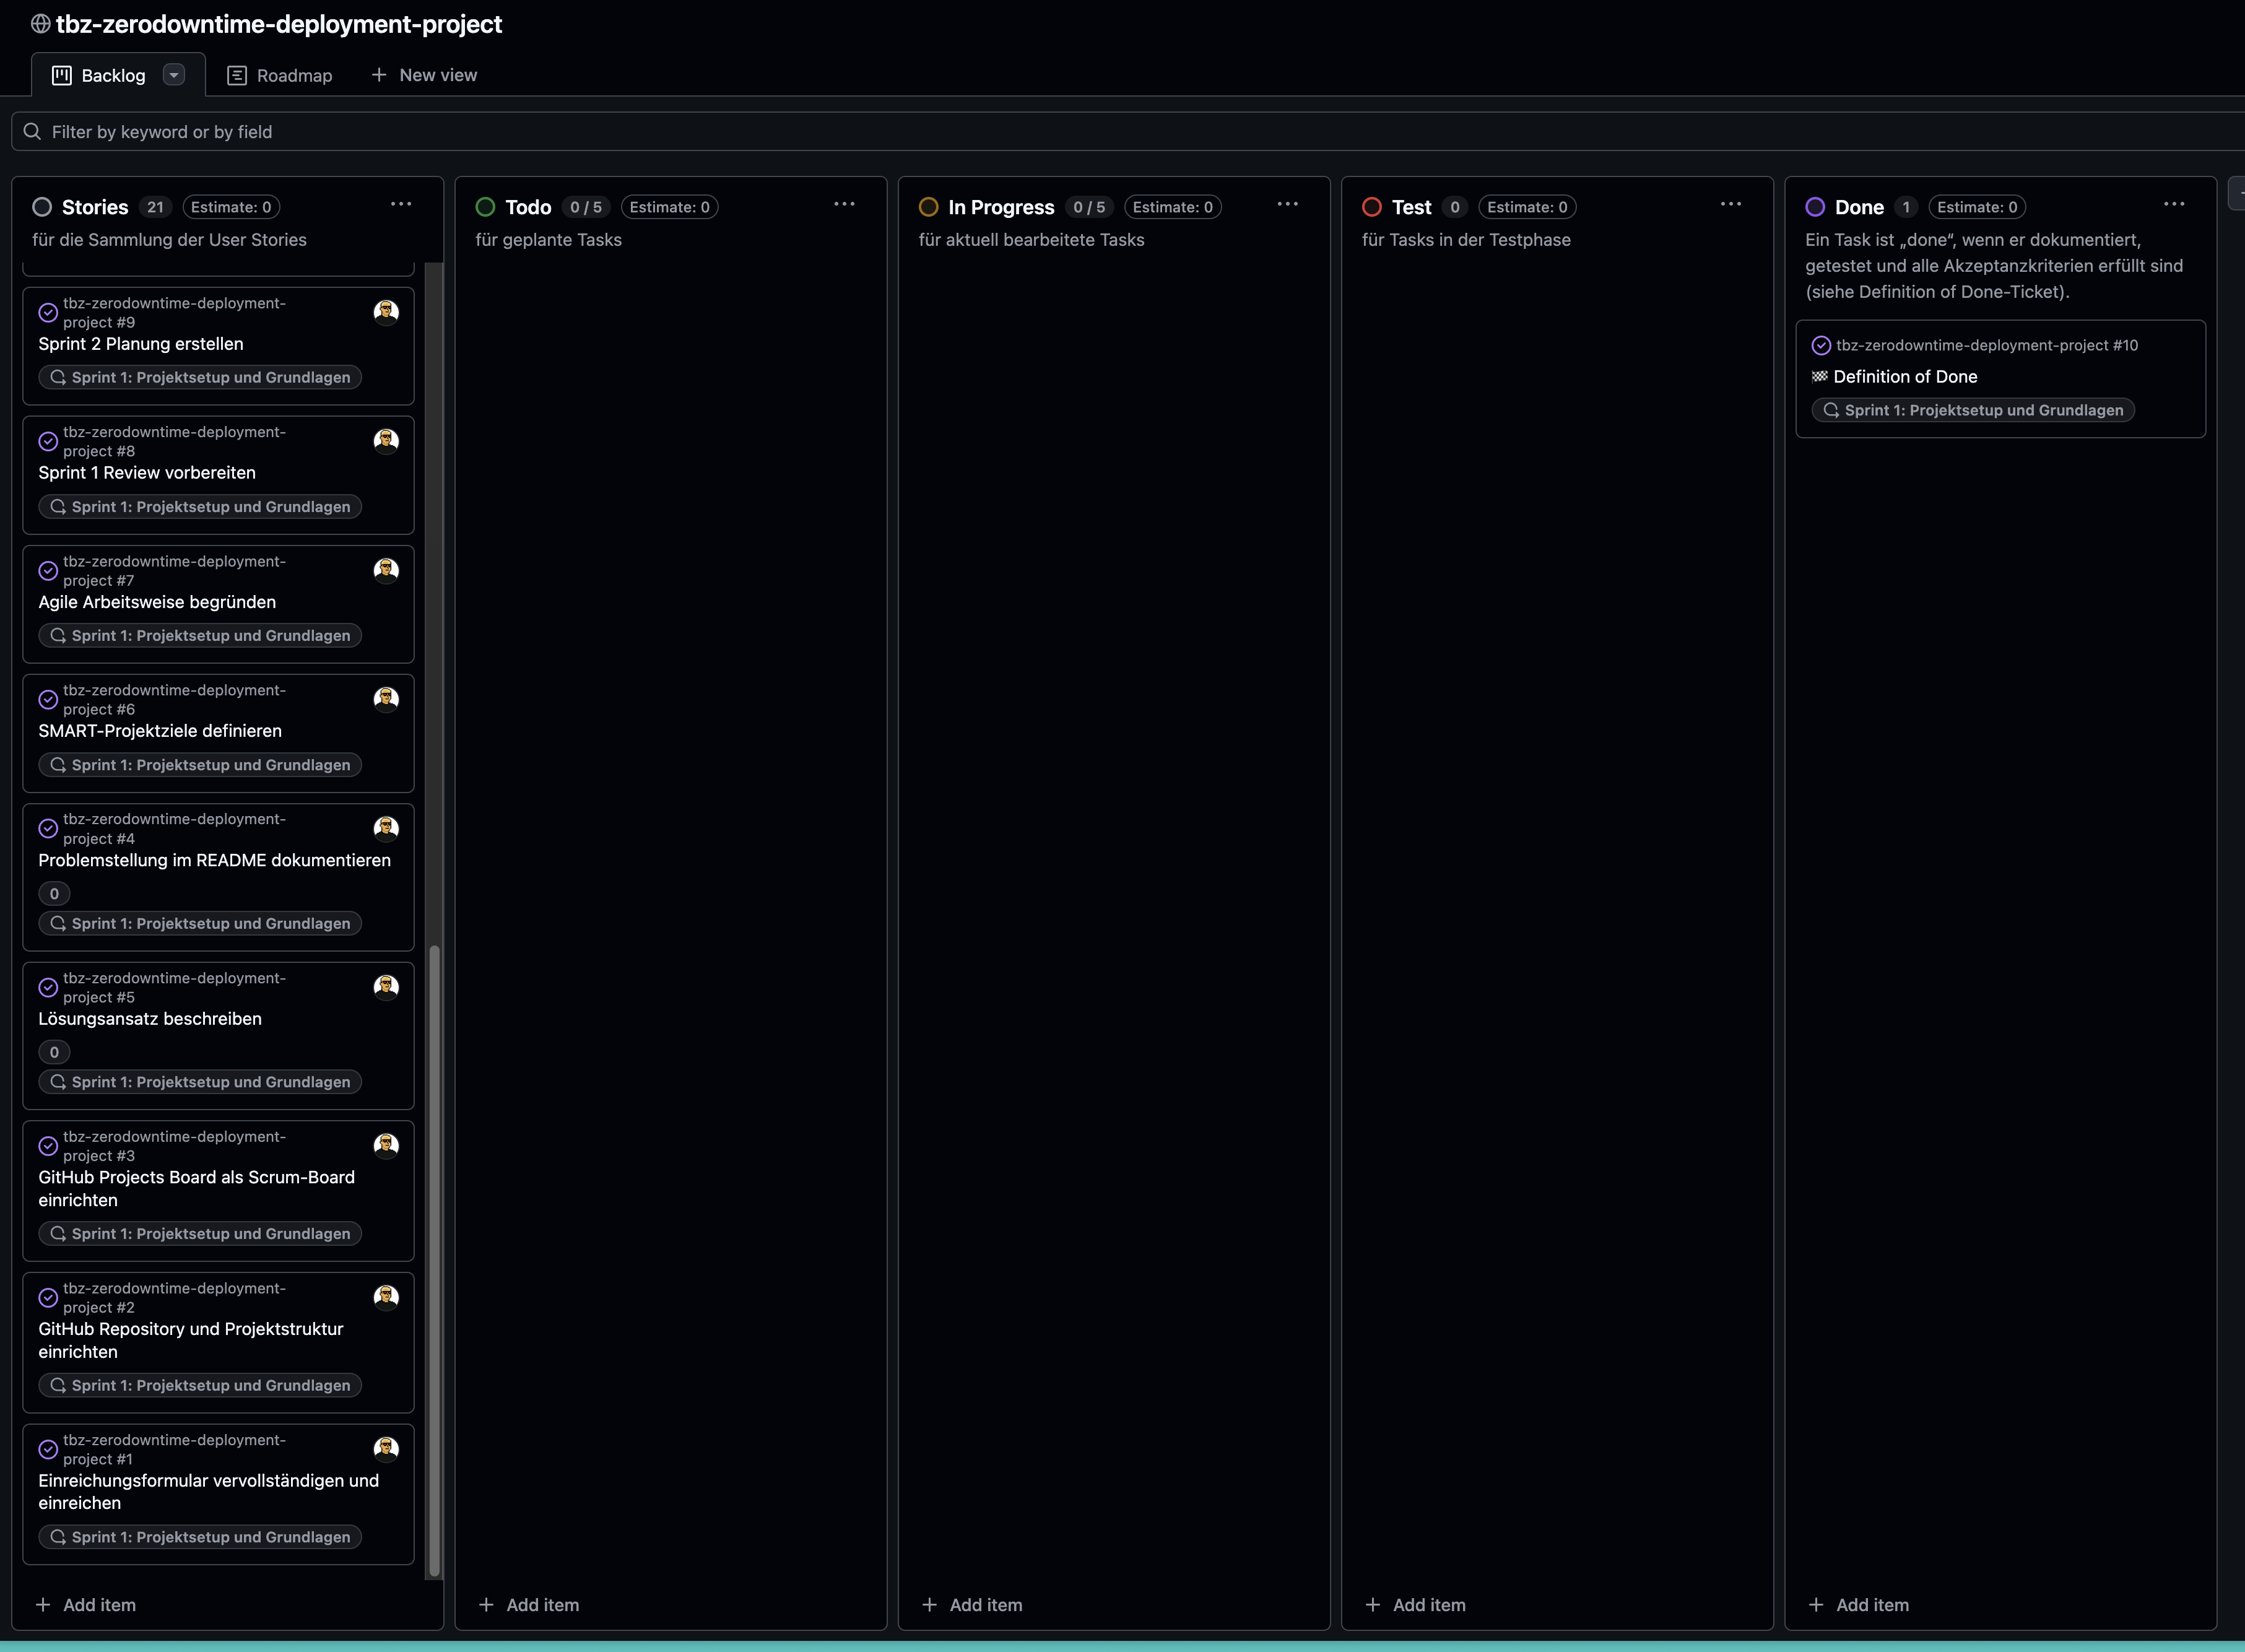 tbz-zerodowntime-deployment-project
Backlog
Roadmap
New view
Filter by keyword or by field
Stories 21 Estimate: 0
für die Sammlung der User Stories
tbz-zerodowntime-deployment-
project #9
Sprint 2 Planung erstellen
Sprint 1: Projektsetup und Grundlagen
tbz-zerodowntime-deployment-
project #8
Sprint 1 Review vorbereiten
Sprint 1: Projektsetup und Grundlagen
tbz-zerodowntime-deployment-
project #7
Agile Arbeitsweise begründen
Sprint 1: Projektsetup und Grundlagen
tbz-zerodowntime-deployment-
project #6
SMART-Projektziele definieren
Sprint 1: Projektsetup und Grundlagen
tbz-zerodowntime-deployment-
project #4
Problemstellung im README dokumentieren
0
Sprint 1: Projektsetup und Grundlagen
tbz-zerodowntime-deployment-
project #5
Lösungsansatz beschreiben
0
Sprint 1: Projektsetup und Grundlagen
tbz-zerodowntime-deployment-
project #3
GitHub Projects Board als Scrum-Board
einrichten
Sprint 1: Projektsetup und Grundlagen
tbz-zerodowntime-deployment-
project #2
GitHub Repository und Projektstruktur
einrichten
Sprint 1: Projektsetup und Grundlagen
tbz-zerodowntime-deployment-
project #1
Einreichungsformular vervollständigen und
einreichen
Sprint 1: Projektsetup und Grundlagen
Add item
Todo 0 / 5 Estimate: 0
für geplante Tasks
Add item
In Progress 0 / 5 Estimate: 0
für aktuell bearbeitete Tasks
Add item
Test 0 Estimate: 0
für Tasks in der Testphase
Add item
Done 1 Estimate: 0
Ein Task ist „done“, wenn er dokumentiert,
getestet und alle Akzeptanzkriterien erfüllt sind
(siehe Definition of Done-Ticket).
tbz-zerodowntime-deployment-project #10
Definition of Done
Sprint 1: Projektsetup und Grundlagen
Add item